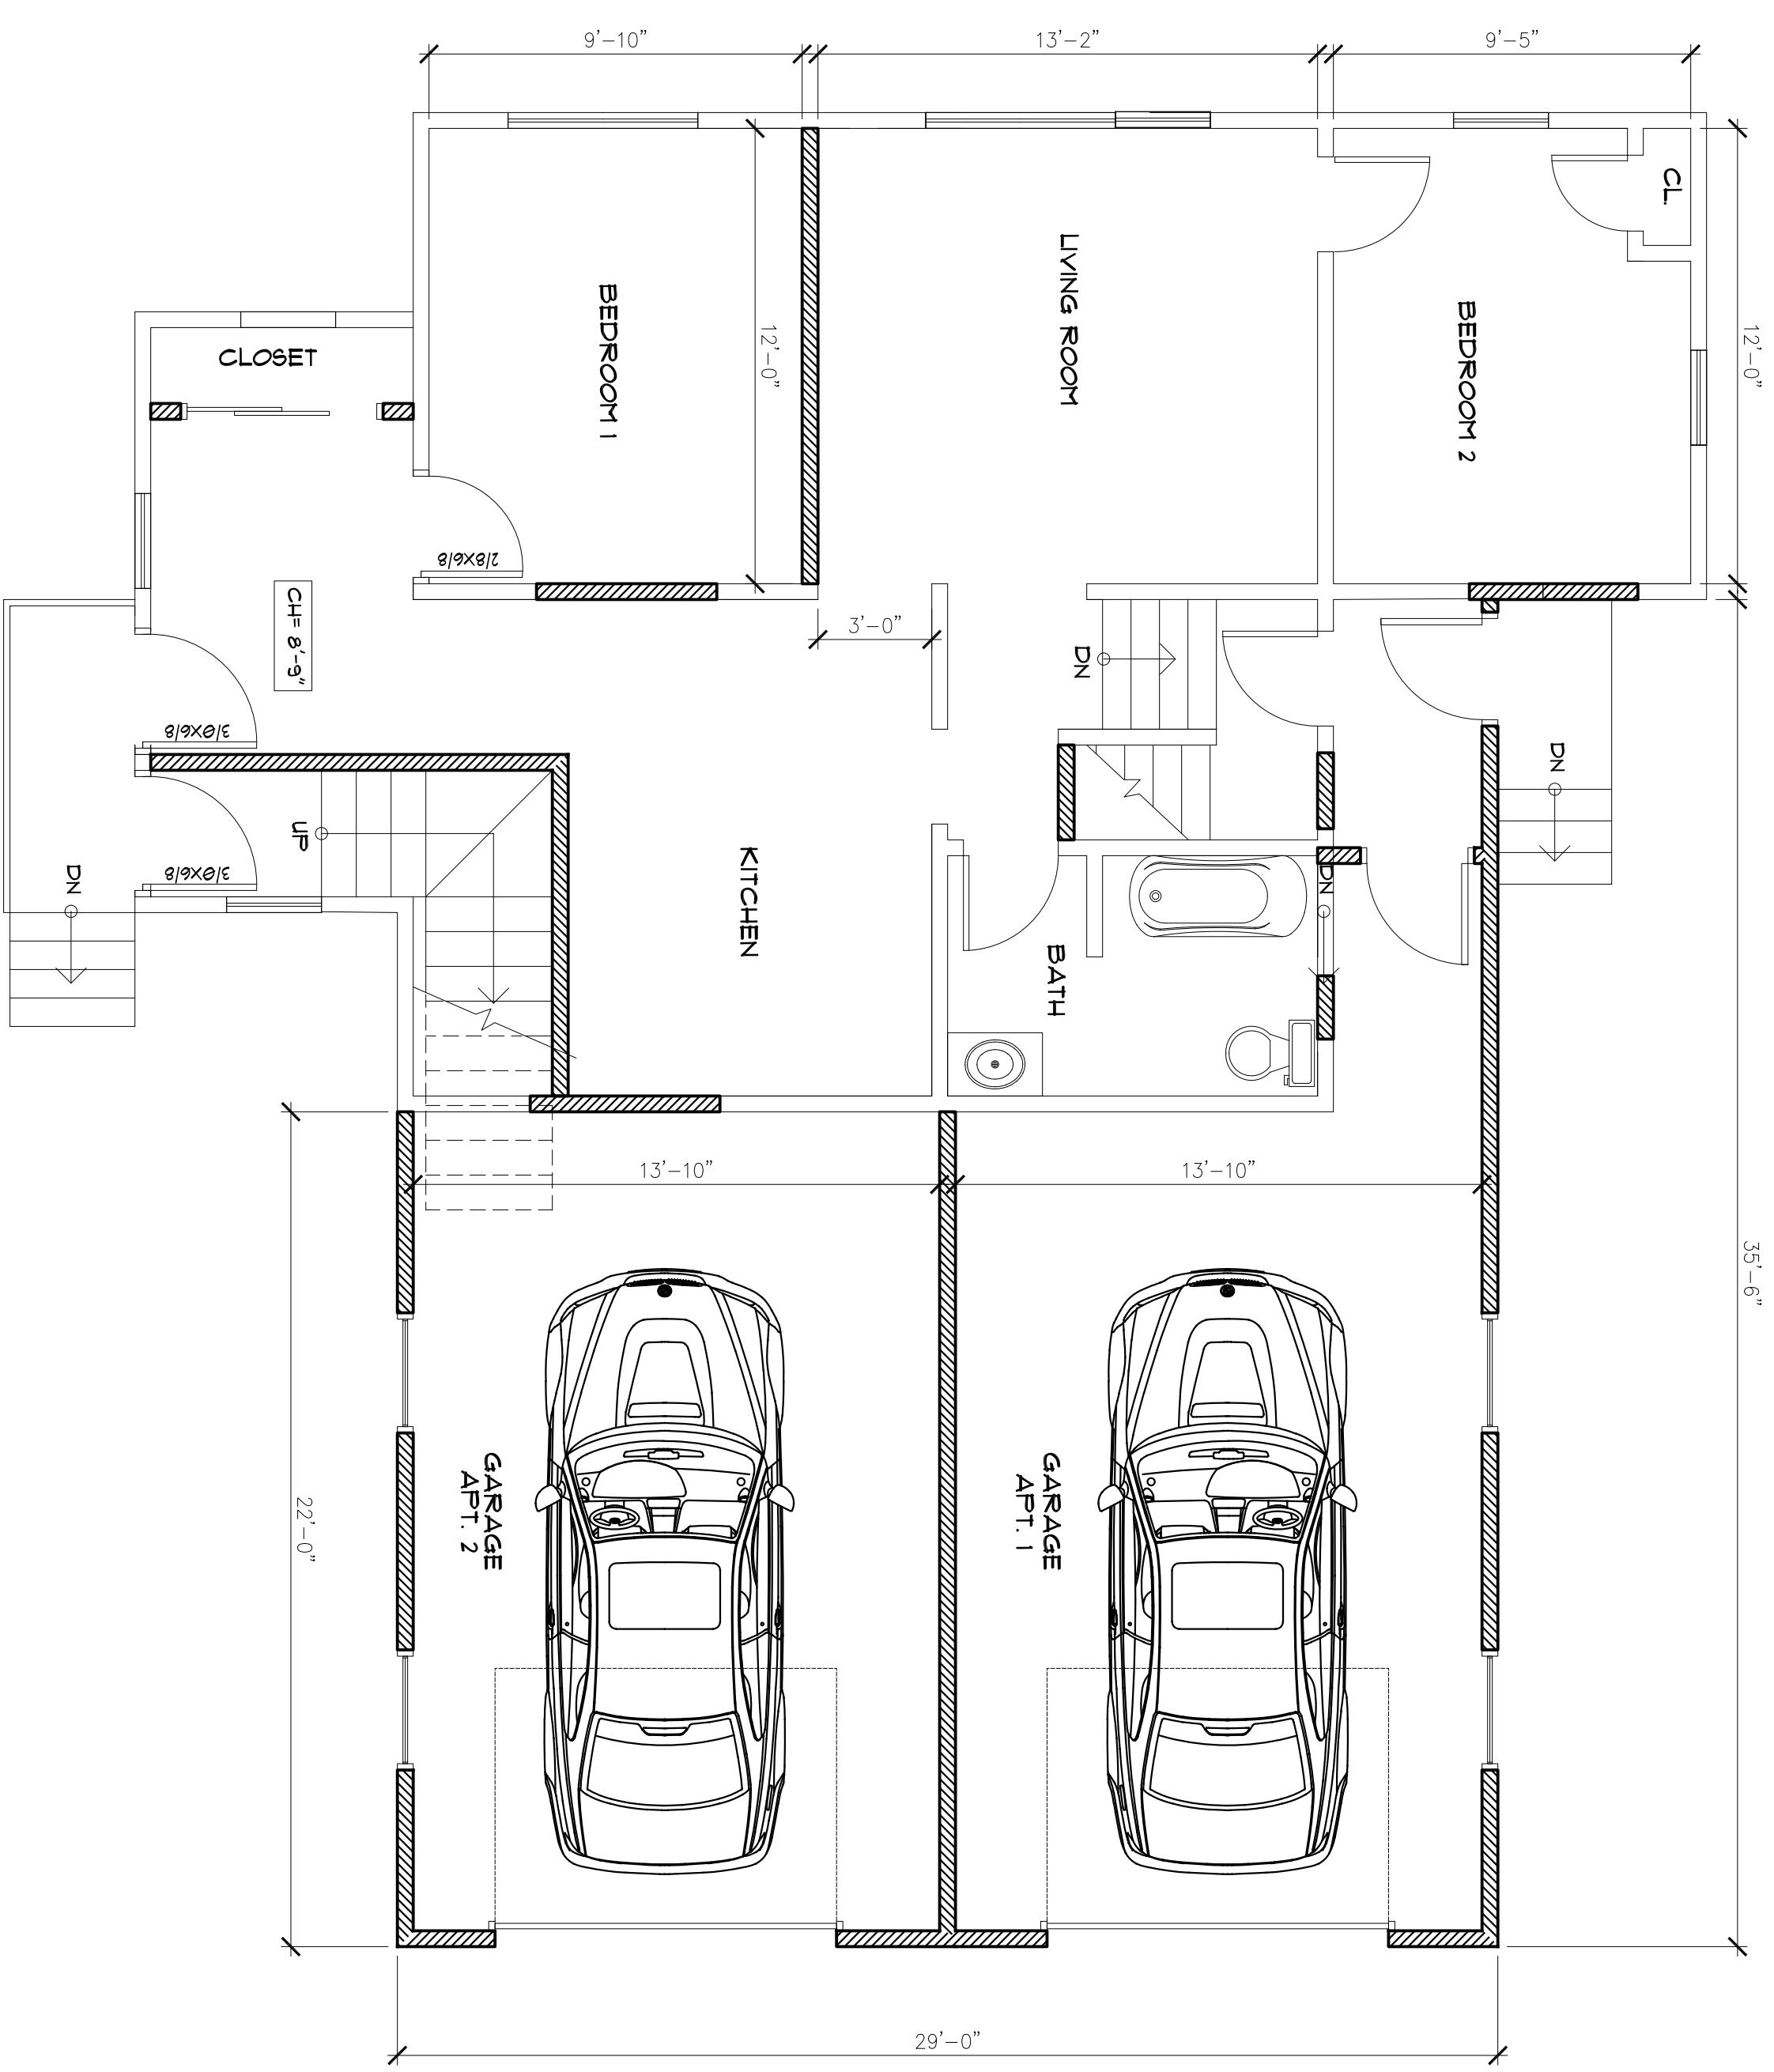 9'-10"
13'-2"
9'-5"
CL.
12'-0"
LIVING ROOM
BEDROOM 1
BEDROOM 2
12'-0"
CLOSET
2/8X6/8
CH= 8'-9"
3'-0"
DN
3/0X6/8
DN
UP
KITCHEN
3/0X6/8
DN
DN
BATH
13'-10"
13'-10"
35'-6"
22'-0"
GARAGE
APT. 2
GARAGE
APT. 1
29'-0"